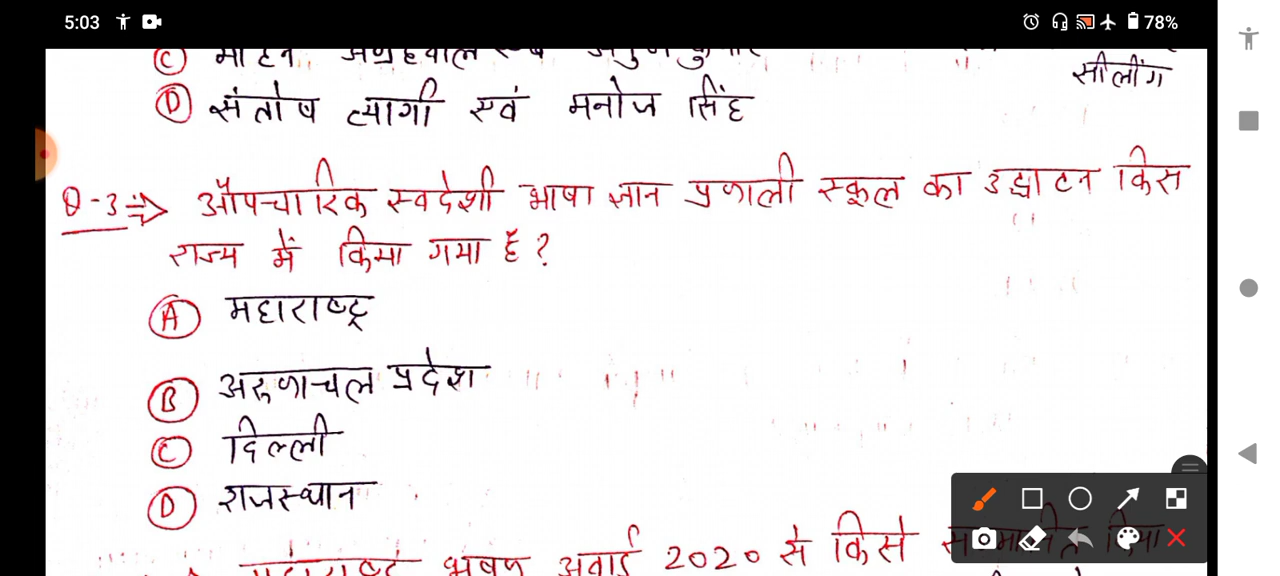 5:03
78%
सीलींग
D संतोष त्यागी एवं मनोज सिंह
Q-3⇒ औपचारिक स्वदेशी भाषा ज्ञान प्रणाली स्कूल का उद्घाटन किस
राज्य में किया गया है?
A महाराष्ट्र
B अरुणाचल प्रदेश
C दिल्ली
D राजस्थान
भूषण अवार्ड 2020 से किसे